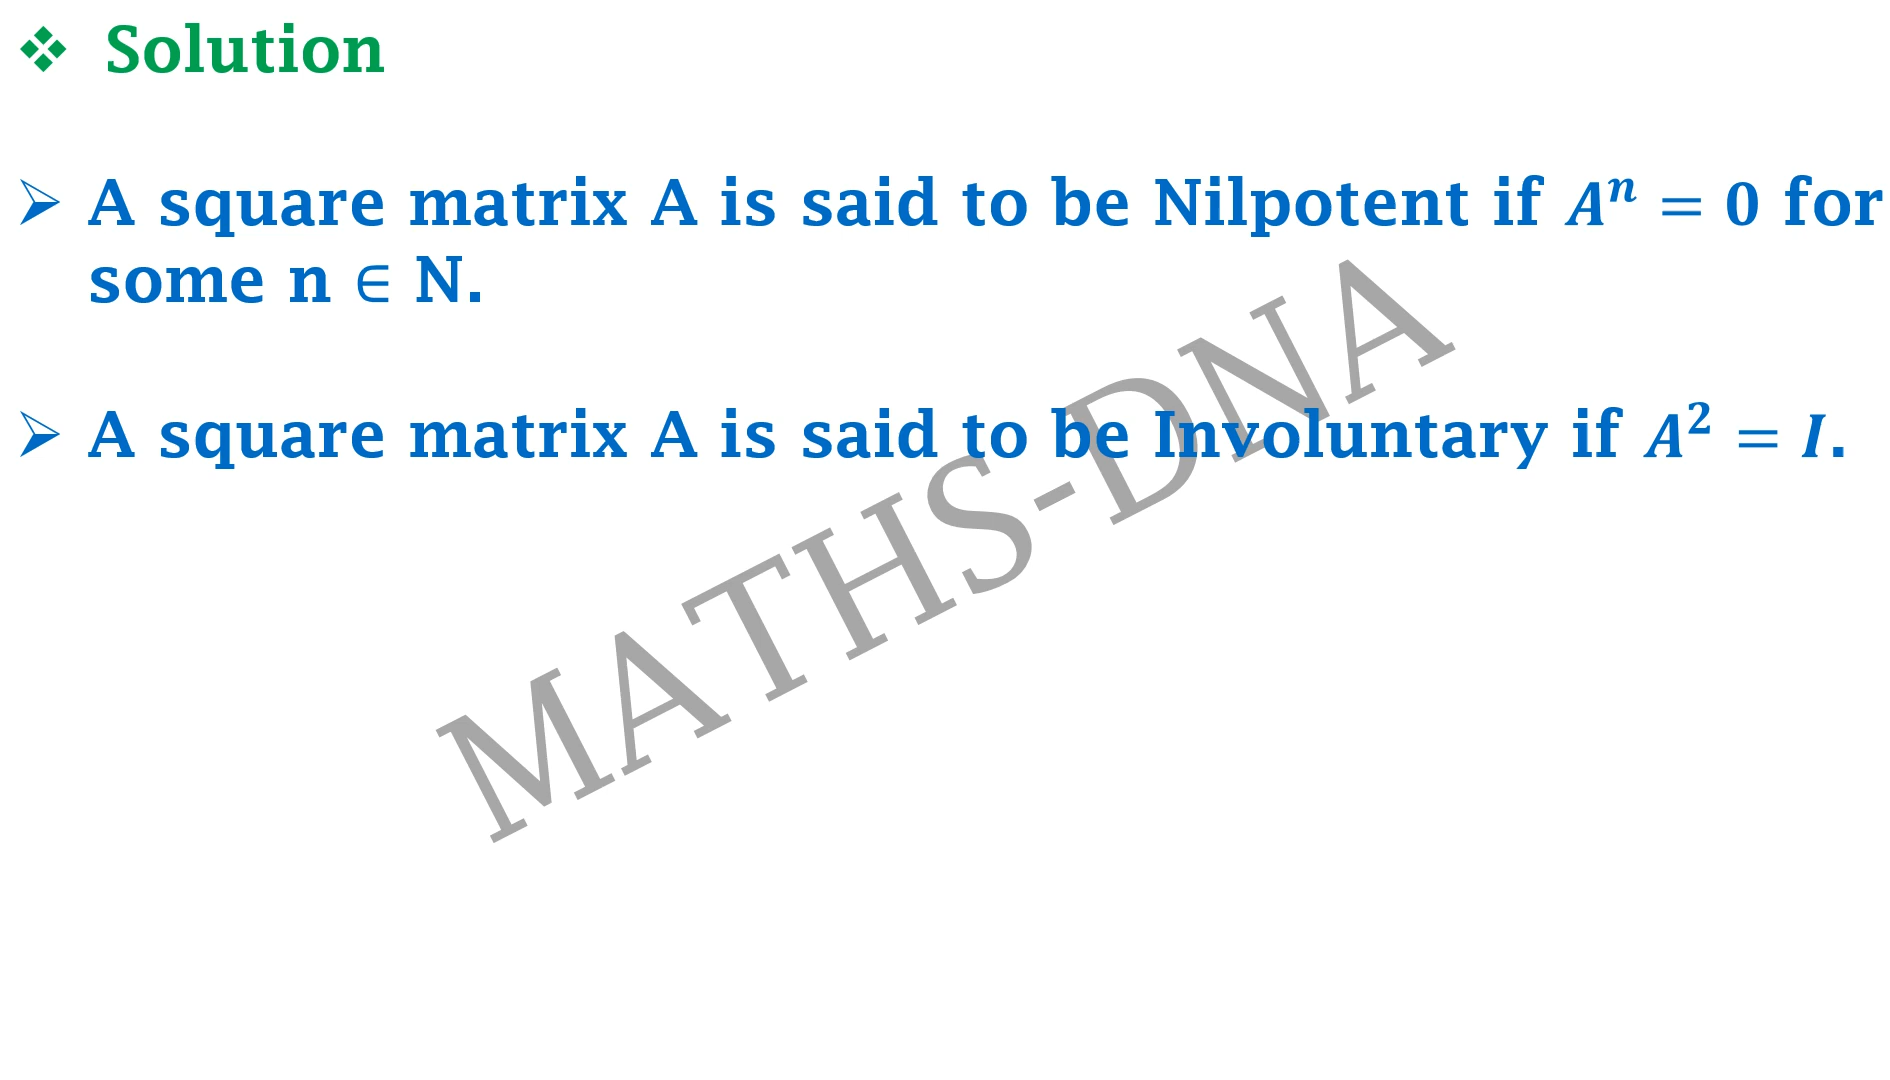 ❖ Solution
➢ A square matrix A is said to be Nilpotent if Aⁿ = 0 for
some n ∈ N.
➢ A square matrix A is said to be Involuntary if A² = I.
MATHS-DNA